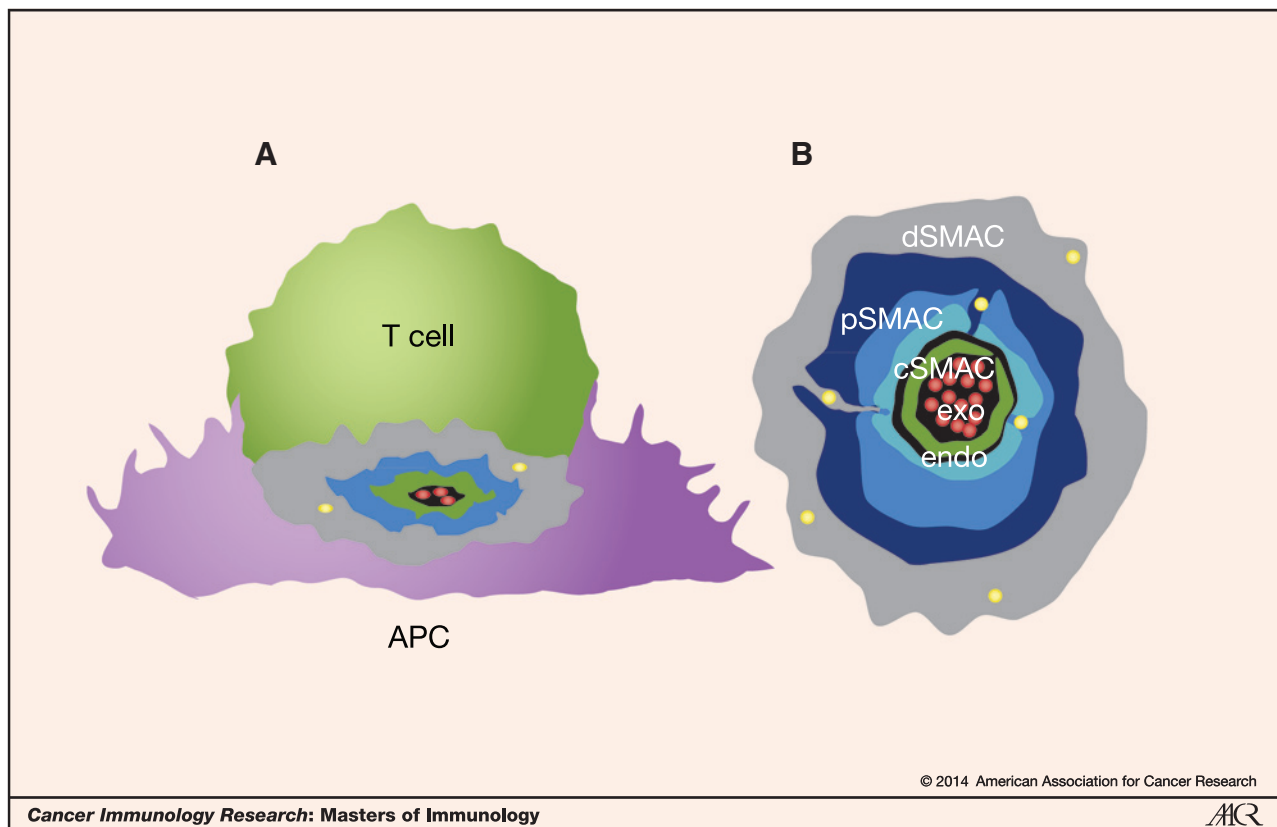 A
B
dSMAC
T cell
pSMAC
cSMAC
exo
endo
APC
© 2014 American Association for Cancer Research
Cancer Immunology Research: Masters of Immunology
AACR